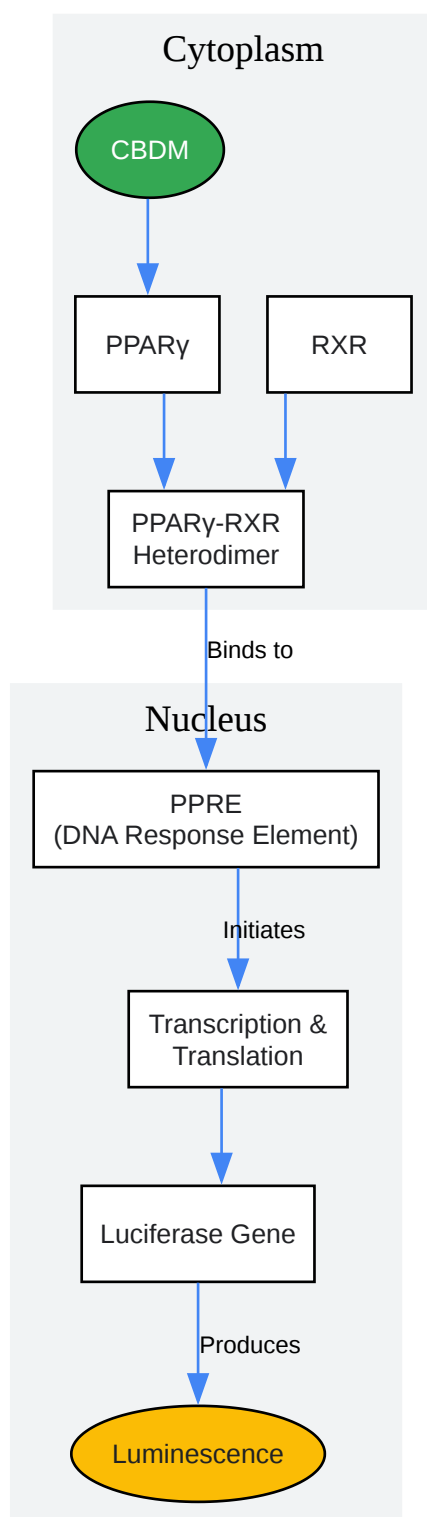 Cytoplasm
CBDM
PPARγ
RXR
PPARγ-RXR
Heterodimer
Binds to
Nucleus
PPRE
(DNA Response Element)
Initiates
Transcription &
Translation
Luciferase Gene
Produces
Luminescence